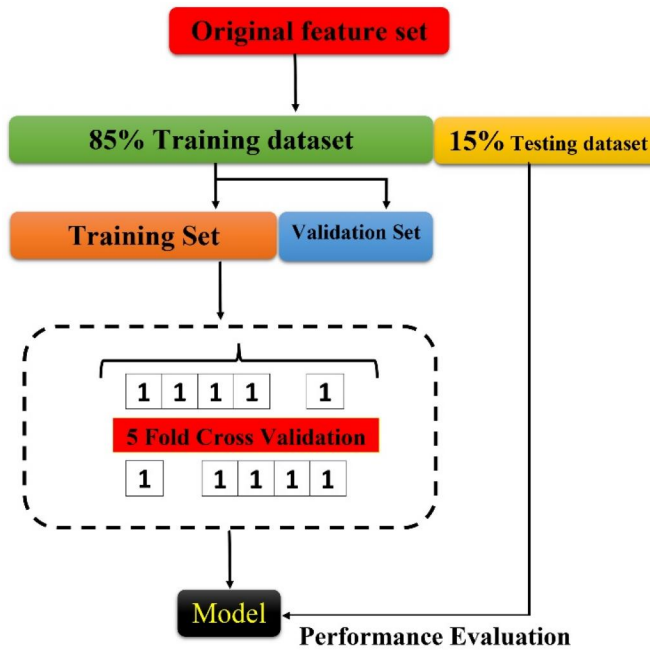 Original feature set
85% Training dataset
15% Testing dataset
Training Set
Validation Set
1 1 1 1 1
5 Fold Cross Validation
1 1 1 1 1
Model
Performance Evaluation